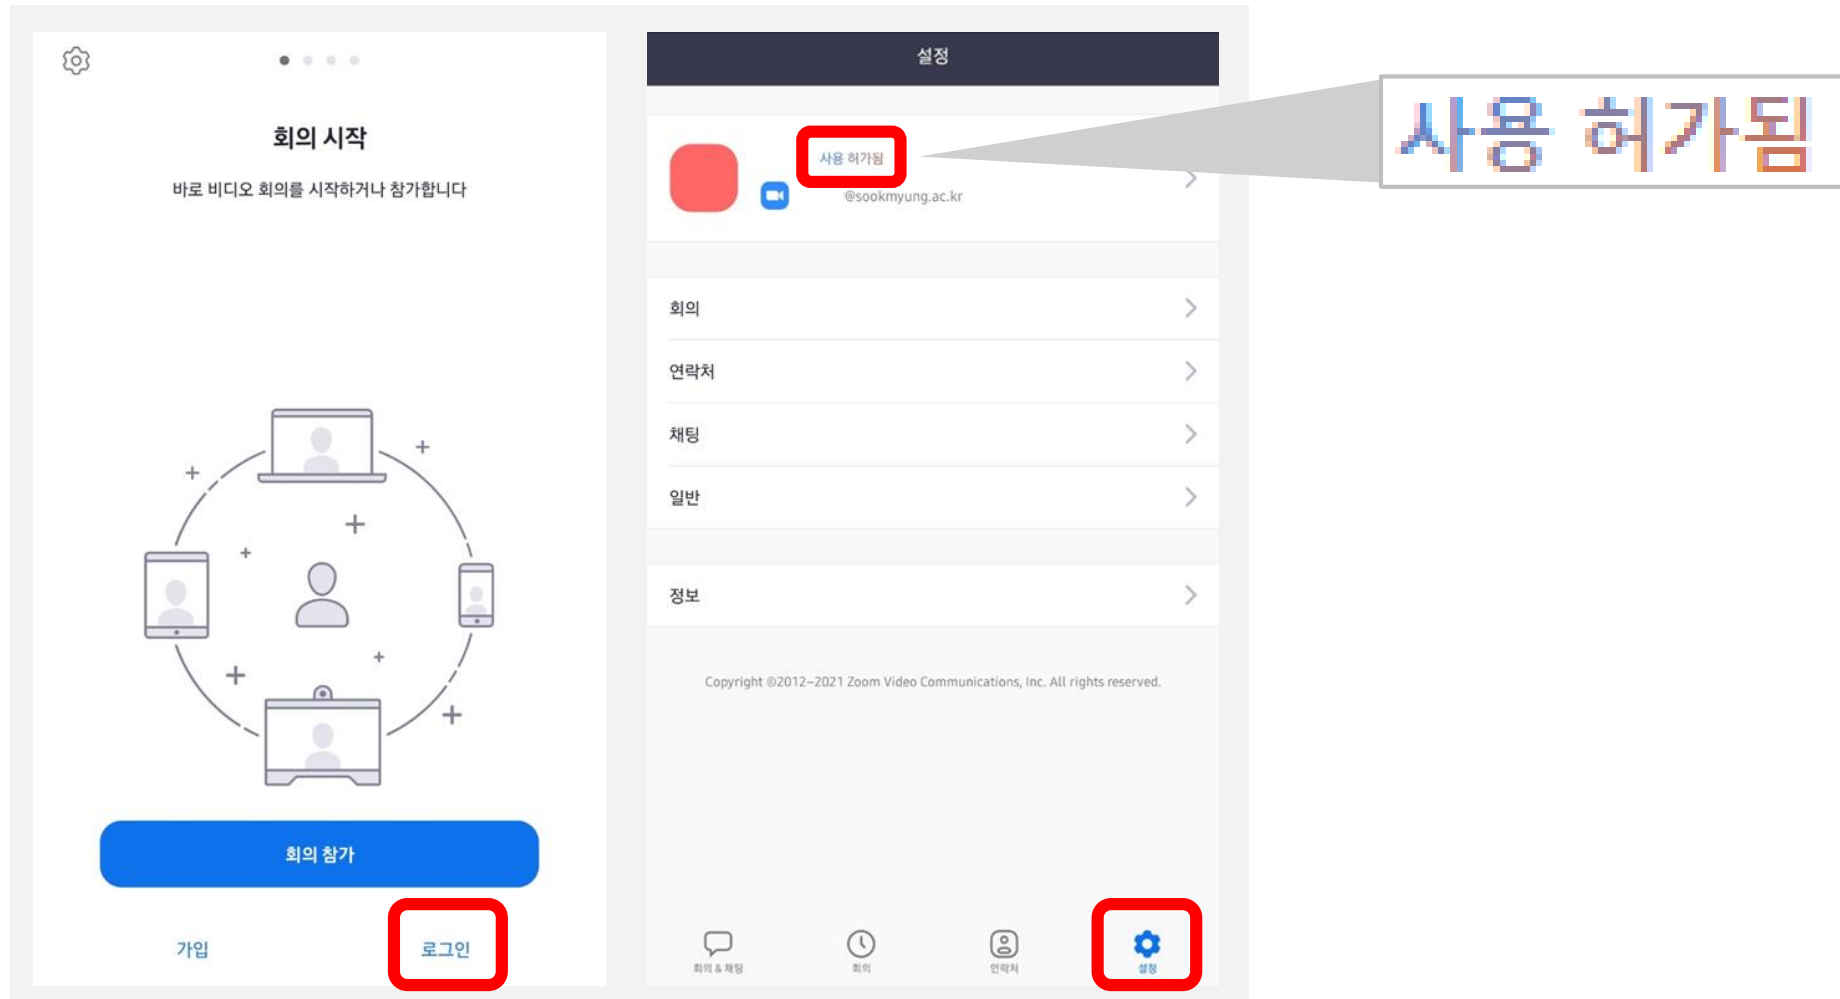 회의 시작
바로 비디오 회의를 시작하거나 참가합니다
회의 참가
가입
로그인
설정
사용 허가됨
@sookmyung.ac.kr
회의
연락처
채팅
일반
정보
Copyright ©2012–2021 Zoom Video Communications, Inc. All rights reserved.
회의 & 채팅
회의
연락처
설정
사용 허가됨